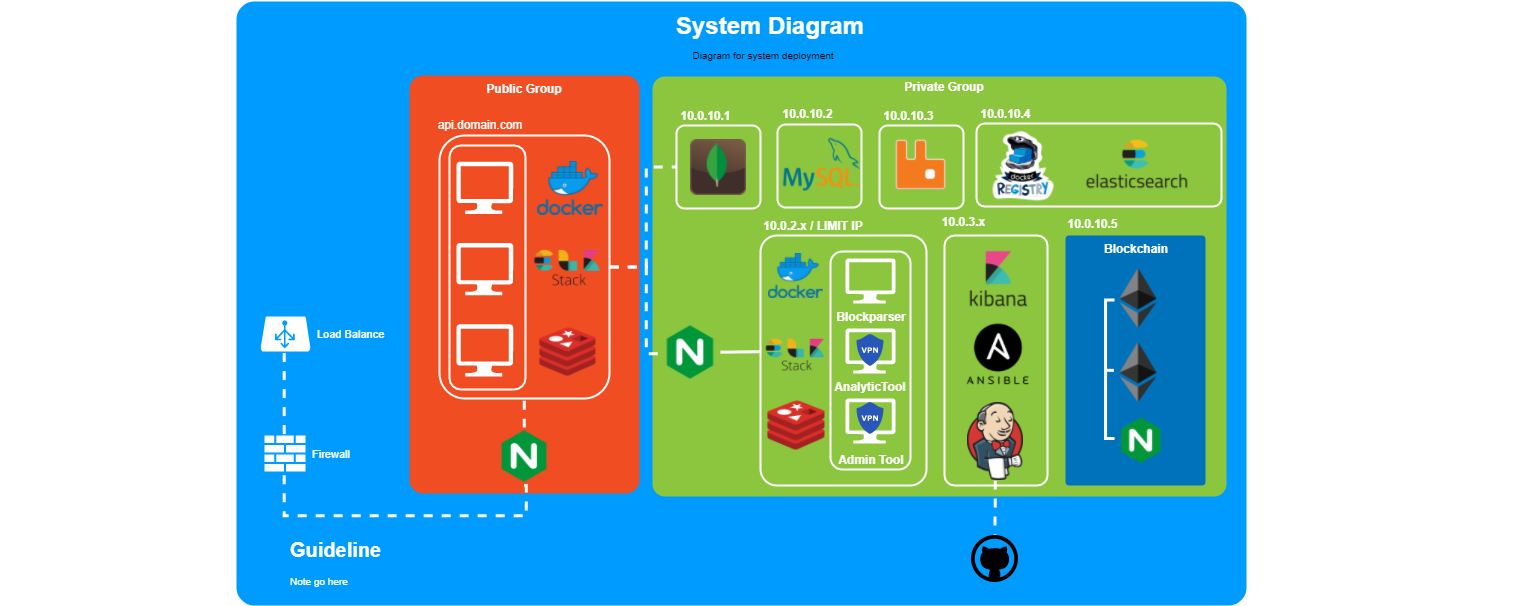 System Diagram
Diagram for system deployment
Public Group
api.domain.com
docker
Stack
N
Load Balance
Firewall
Guideline
Note go here
Private Group
10.0.10.1
10.0.10.2
MySQL
10.0.10.3
10.0.10.4
docker
REGISTRY
elasticsearch
N
10.0.2.x / LIMIT IP
docker
Stack
Blockparser
VPN
AnalyticTool
VPN
Admin Tool
10.0.3.x
kibana
A
ANSIBLE
10.0.10.5
Blockchain
N